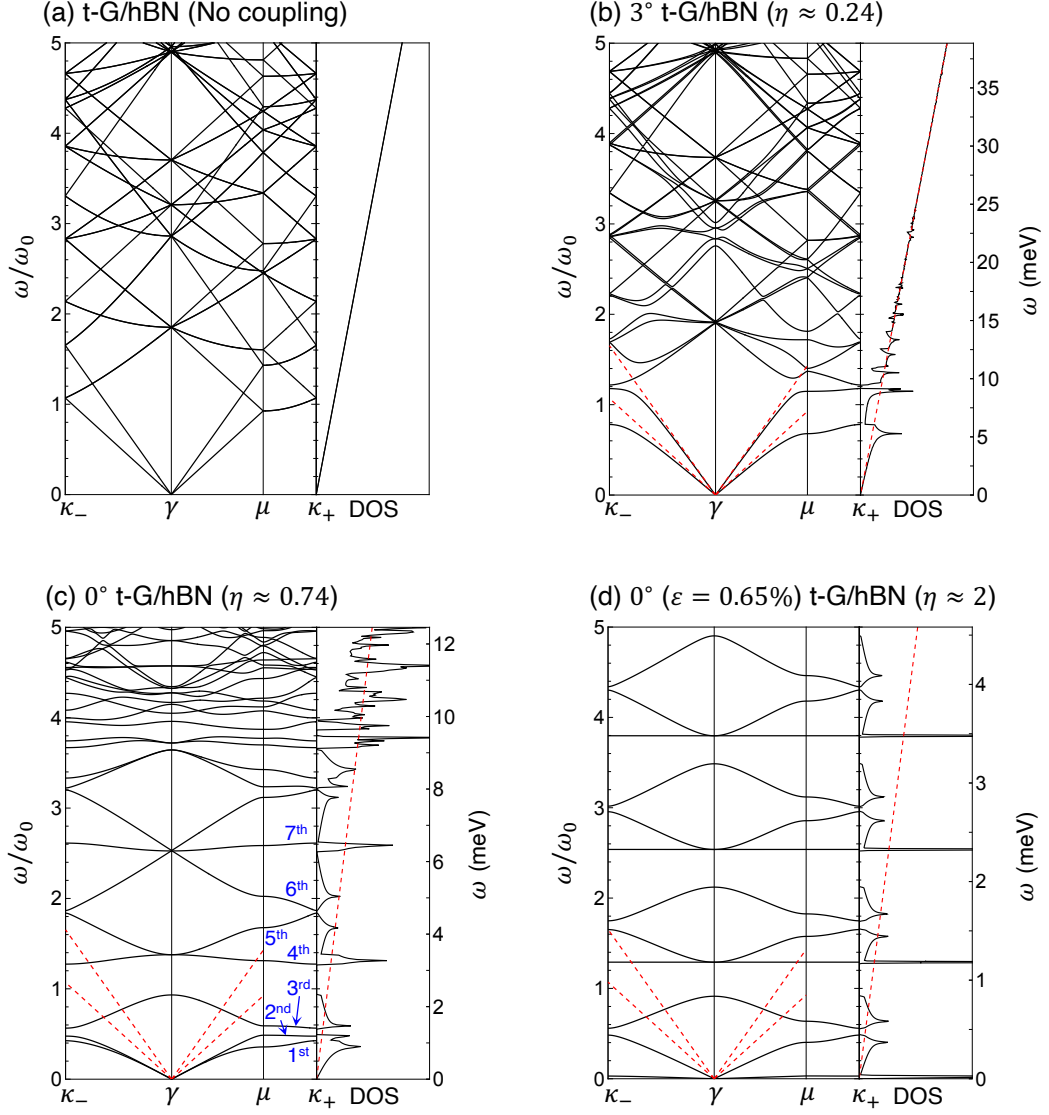 (a) t-G/hBN (No coupling)
(b) 3° t-G/hBN (η ≈ 0.24)
5
4
3
2
1
0
ω/ω₀
κ₋
γ
μ
κ₊
DOS
5
4
3
2
1
0
ω/ω₀
κ₋
γ
μ
κ₊
DOS
35
30
25
20
15
10
5
0
ω (meV)
(c) 0° t-G/hBN (η ≈ 0.74)
(d) 0° (ε = 0.65%) t-G/hBN (η ≈ 2)
5
4
3
2
1
0
ω/ω₀
7th
6th
5th
4th
3rd
2nd
1st
κ₋
γ
μ
κ₊
DOS
12
10
8
6
4
2
0
ω (meV)
5
4
3
2
1
0
ω/ω₀
κ₋
γ
μ
κ₊
DOS
4
3
2
1
0
ω (meV)